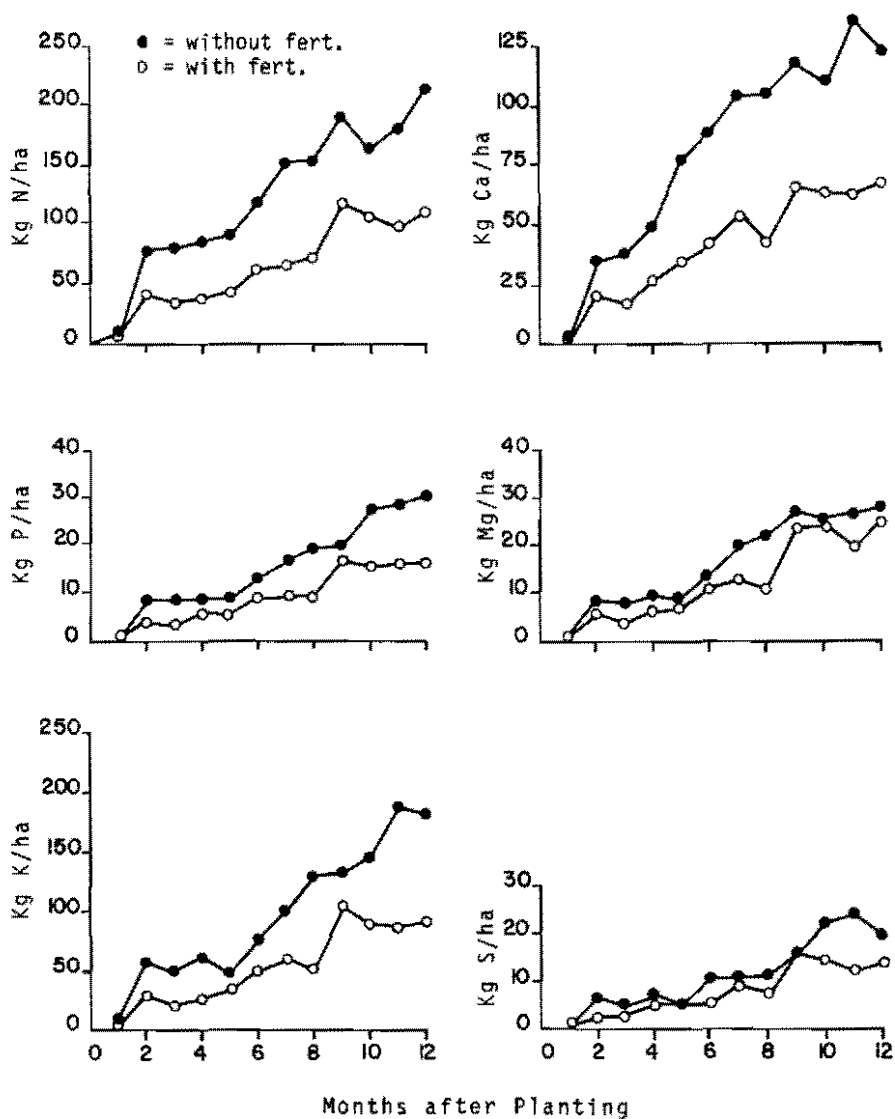 ● = without fert.
○ = with fert.
Kg N/ha
250
200
150
100
50
0
Kg Ca/ha
125
100
75
50
25
0
Kg P/ha
40
30
20
10
0
Kg Mg/ha
40
30
20
10
0
Kg K/ha
250
200
150
100
50
0
0 2 4 6 8 10 12
Kg S/ha
30
20
10
0
0 2 4 6 8 10 12
Months after Planting